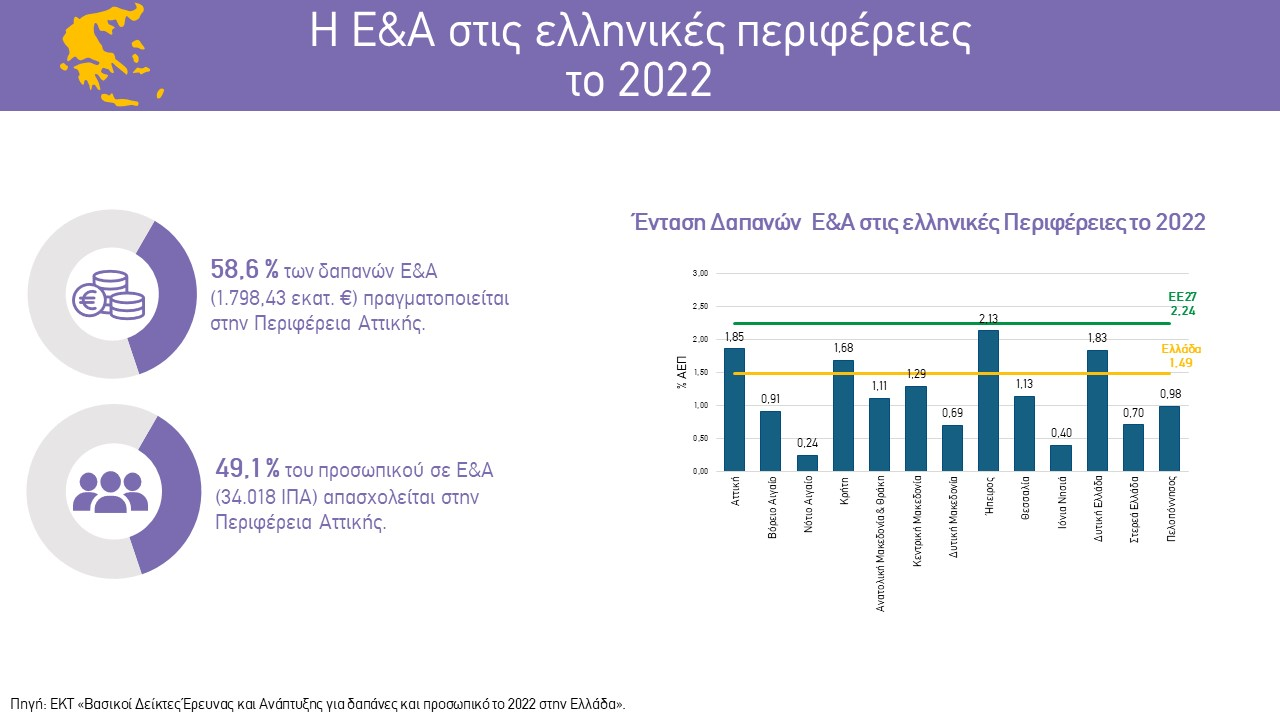 Η Ε&Α στις ελληνικές περιφέρειες
το 2022
58,6 % των δαπανών Ε&Α
(1.798,43 εκατ. €) πραγματοποιείται
στην Περιφέρεια Αττικής.
49,1 % του προσωπικού σε Ε&Α
(34.018 ΙΠΑ) απασχολείται στην
Περιφέρεια Αττικής.
Ένταση Δαπανών Ε&Α στις ελληνικές Περιφέρειες το 2022
% ΑΕΠ
3,00
2,50
2,00
1,50
1,00
0,50
0,00
ΕΕ27
2,24
Ελλάδα
1,49
1,85
0,91
0,24
1,68
1,11
1,29
0,69
2,13
1,13
0,40
1,83
0,70
0,98
Αττική
Βόρειο Αιγαίο
Νότιο Αιγαίο
Κρήτη
Ανατολική Μακεδονία & Θράκη
Κεντρική Μακεδονία
Δυτική Μακεδονία
Ήπειρος
Θεσσαλία
Ιόνια Νησιά
Δυτική Ελλάδα
Στερεά Ελλάδα
Πελοπόννησος
Πηγή: ΕΚΤ «Βασικοί Δείκτες Έρευνας και Ανάπτυξης για δαπάνες και προσωπικό το 2022 στην Ελλάδα».